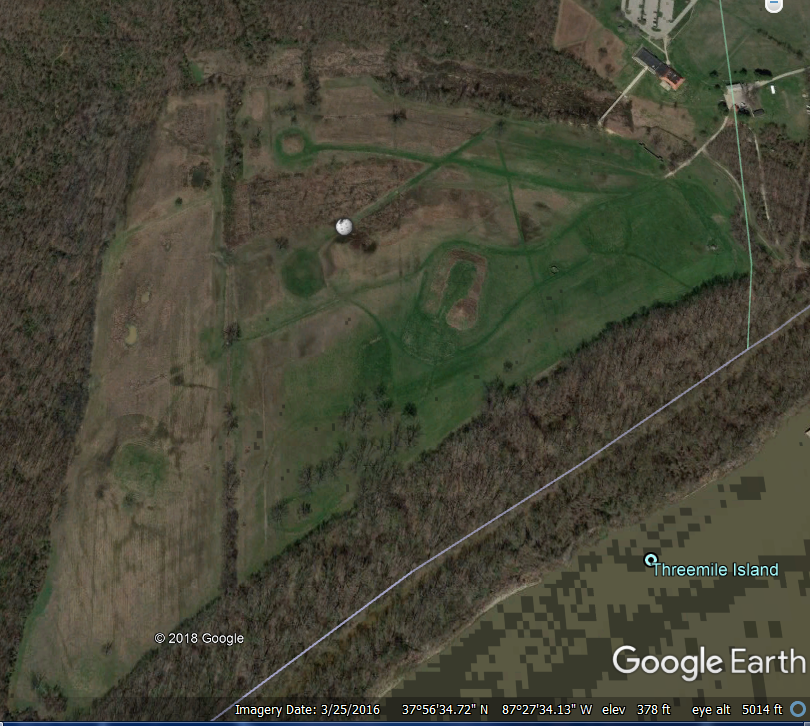 Threemile Island
© 2018 Google
Google Earth
Imagery Date: 3/25/2016 37°56'34.72" N 87°27'34.13" W elev 378 ft eye alt 5014 ft